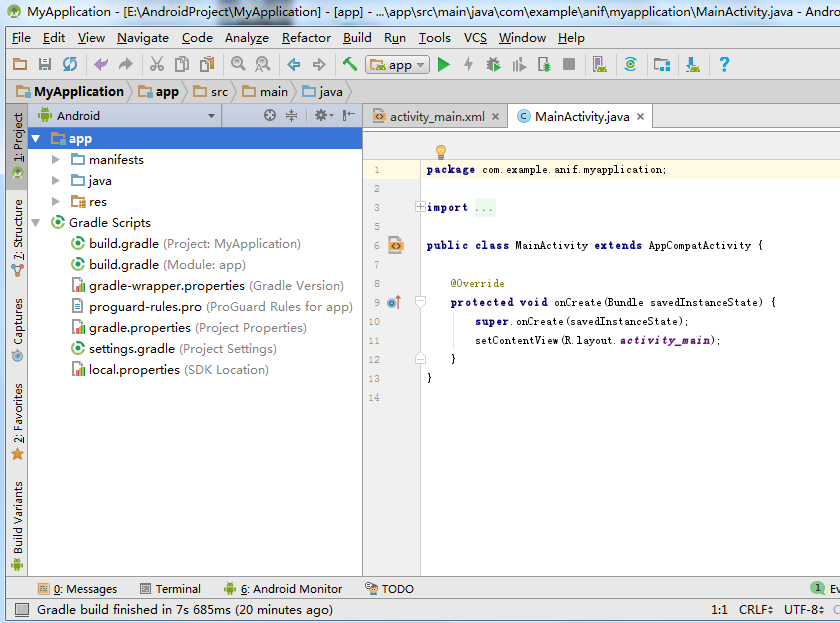 MyApplication - [E:\AndroidProject\MyApplication] - [app] - ...\app\src\main\java\com\example\anif\myapplication\MainActivity.java - Andro
File Edit View Navigate Code Analyze Refactor Build Run Tools VCS Window Help
app
MyApplication app src main java
1: Project
7: Structure
Captures
2: Favorites
Build Variants
Android
app
manifests
java
res
Gradle Scripts
build.gradle (Project: MyApplication)
build.gradle (Module: app)
gradle-wrapper.properties (Gradle Version)
proguard-rules.pro (ProGuard Rules for app)
gradle.properties (Project Properties)
settings.gradle (Project Settings)
local.properties (SDK Location)
activity_main.xml MainActivity.java
1 package com.example.anif.myapplication;
2
3 import ...
5
6 public class MainActivity extends AppCompatActivity {
7
8 @Override
9 protected void onCreate(Bundle savedInstanceState) {
10 super.onCreate(savedInstanceState);
11 setContentView(R.layout.activity_main);
12 }
13 }
14
0: Messages Terminal 6: Android Monitor TODO 1 Ev
Gradle build finished in 7s 685ms (20 minutes ago) 1:1 CRLF UTF-8